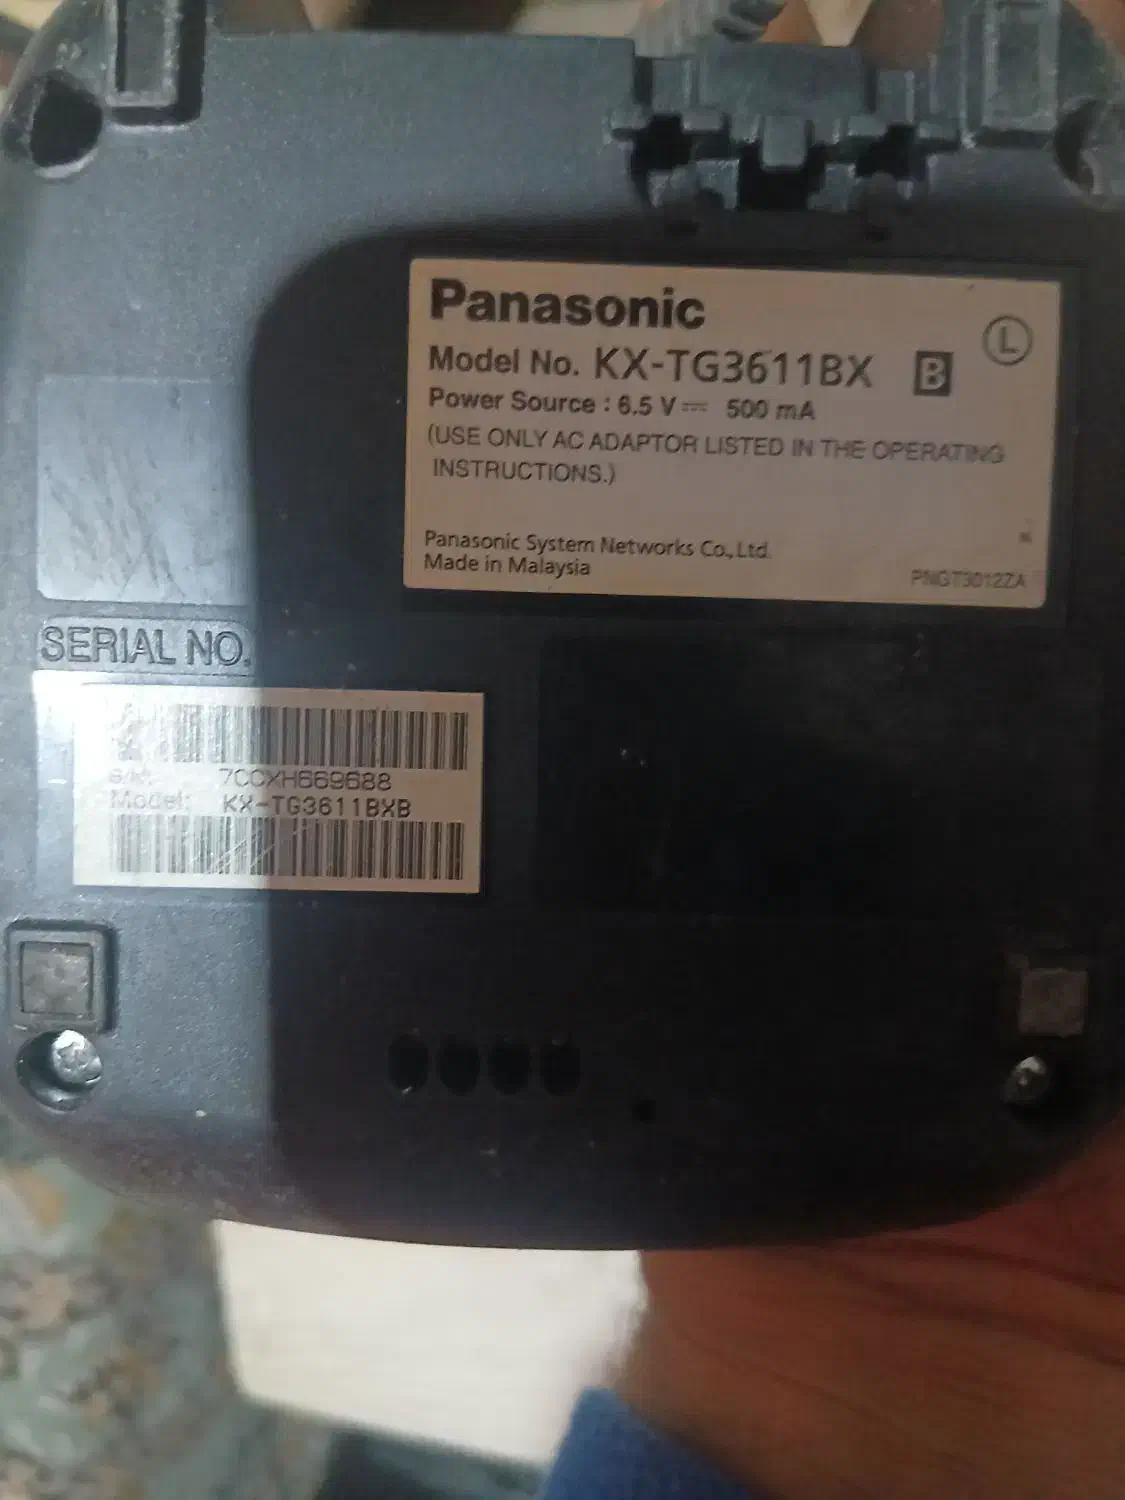 Panasonic
Model No. KX-TG3611BX B L
Power Source : 6.5 V ⎓ 500 mA
(USE ONLY AC ADAPTOR LISTED IN THE OPERATING
INSTRUCTIONS.)
Panasonic System Networks Co., Ltd.
Made in Malaysia
PNGT3012ZA
SERIAL NO.
S/N: 7CCXH669688
Model: KX-TG3611BXB